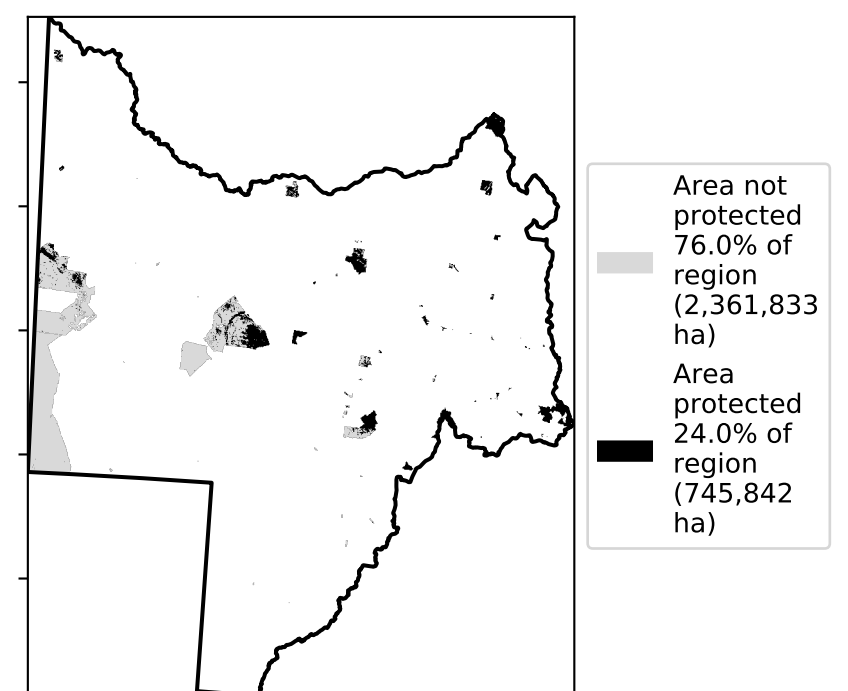 Area not
protected
76.0% of
region
(2,361,833
ha)
Area
protected
24.0% of
region
(745,842
ha)